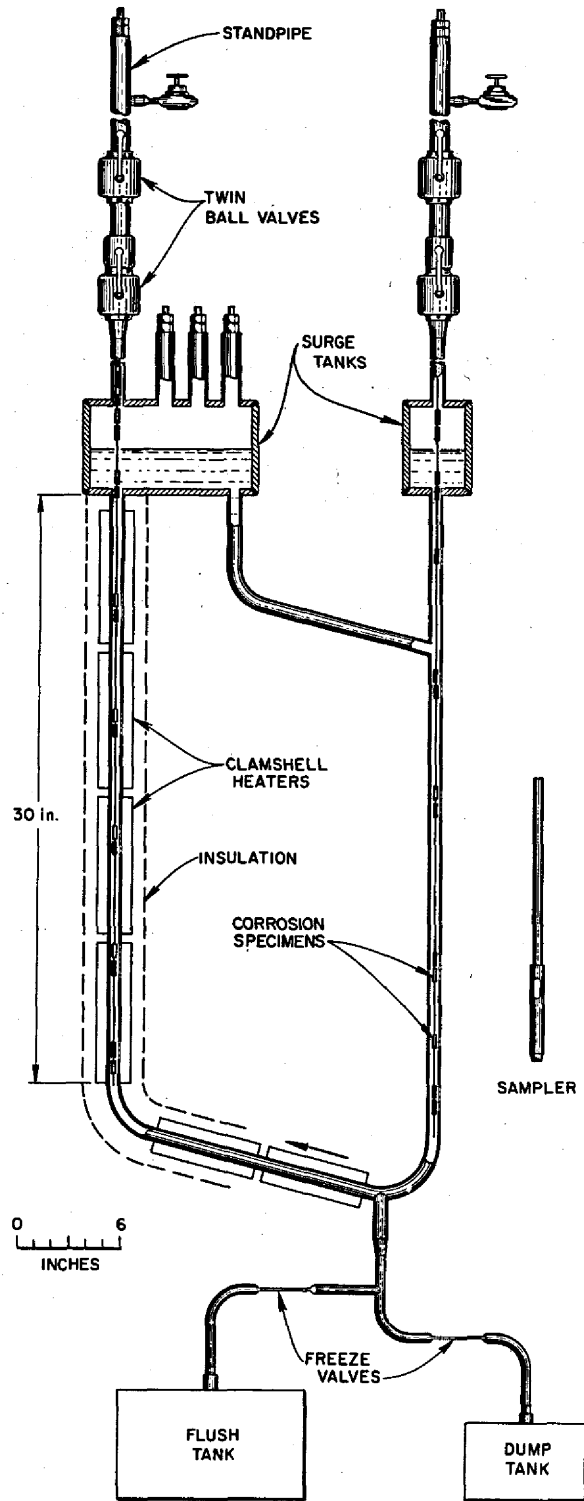 STANDPIPE
TWIN
BALL VALVES
SURGE
TANKS
CLAMSHELL
HEATERS
30 in.
INSULATION
CORROSION
SPECIMENS
SAMPLER
0 6
INCHES
FREEZE
VALVES
FLUSH
TANK
DUMP
TANK